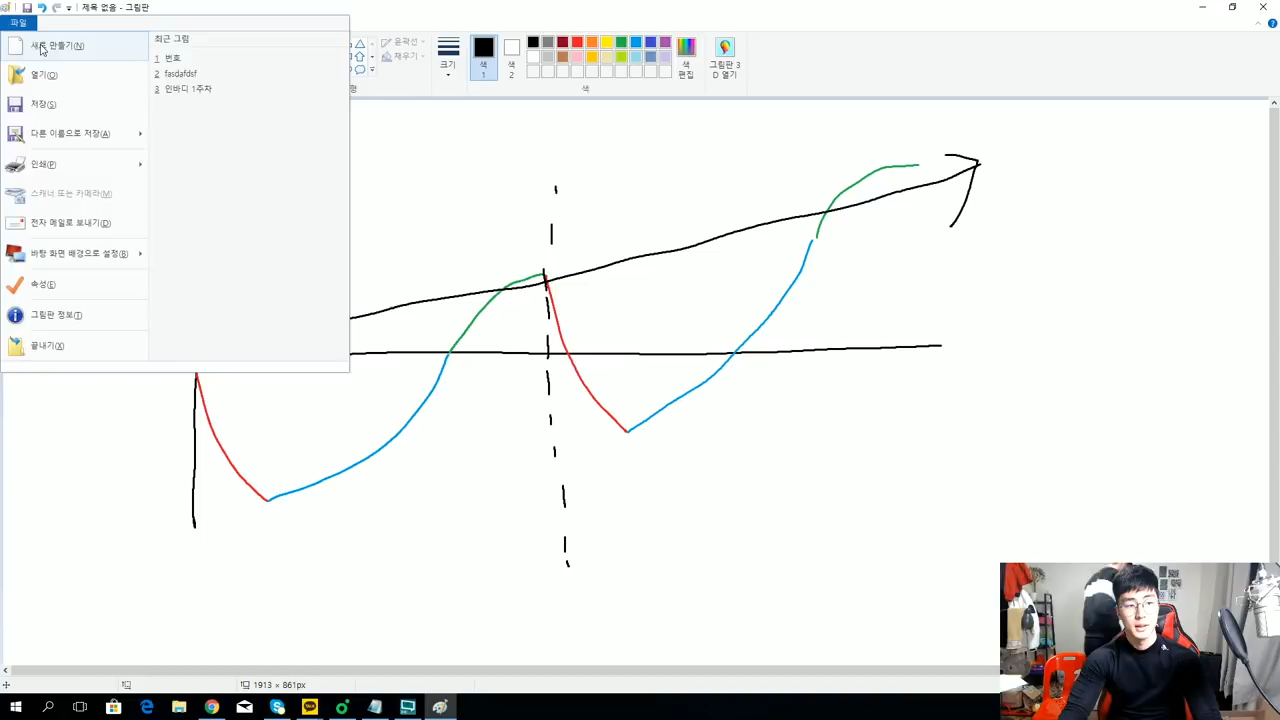 제목 없음 - 그림판
파일
새로 만들기(N)
열기(O)
저장(S)
다른 이름으로 저장(A)
인쇄(P)
스캐너 또는 카메라(M)
전자 메일로 보내기(D)
바탕 화면 배경으로 설정(B)
속성(E)
그림판 정보(T)
끝내기(X)
최근 그림
1 번호
2 fasdafdsf
3 인바디 1주차
윤곽선
채우기
형
크기
색
1
색
2
색
편집
그림판 3
D 열기
색
1913 × 861px